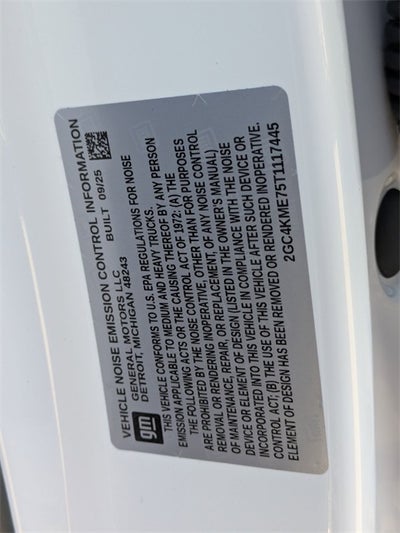 VEHICLE NOISE EMISSION CONTROL INFORMATION
GENERAL MOTORS LLC BUILT 09/25
DETROIT, MICHIGAN 48243
gm
THIS VEHICLE CONFORMS TO U.S. EPA REGULATIONS FOR NOISE
EMISSION APPLICABLE TO MEDIUM AND HEAVY TRUCKS.
THE FOLLOWING ACTS OR THE CAUSING THEREOF BY ANY PERSON
ARE PROHIBITED BY THE NOISE CONTROL ACT OF 1972: (A) THE
REMOVAL OR RENDERING INOPERATIVE, OTHER THAN FOR PURPOSES
OF MAINTENANCE, REPAIR, OR REPLACEMENT, OF ANY NOISE CONTROL
DEVICE OR ELEMENT OF DESIGN (LISTED IN THE OWNER'S MANUAL)
INCORPORATED INTO THIS VEHICLE IN COMPLIANCE WITH THE NOISE
CONTROL ACT; (B) THE USE OF THIS VEHICLE AFTER SUCH DEVICE OR
ELEMENT OF DESIGN HAS BEEN REMOVED OR RENDERED INOPERATIVE.
2GC4KME75T1117445